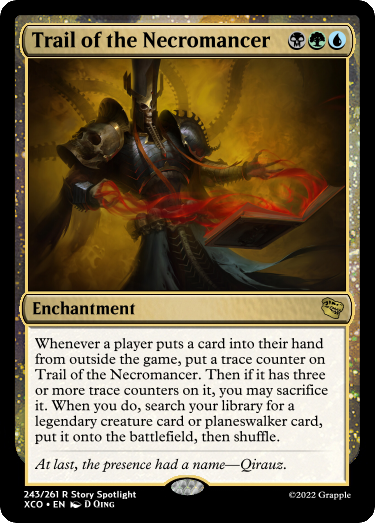 Trail of the Necromancer
Enchantment
Whenever a player puts a card into their hand
from outside the game, put a trace counter on
Trail of the Necromancer. Then if it has three
or more trace counters on it, you may sacrifice
it. When you do, search your library for a
legendary creature card or planeswalker card,
put it onto the battlefield, then shuffle.
At last, the presence had a name—Qirauz.
243/261 R Story Spotlight
XCO • EN D QING
©2022 Grapple